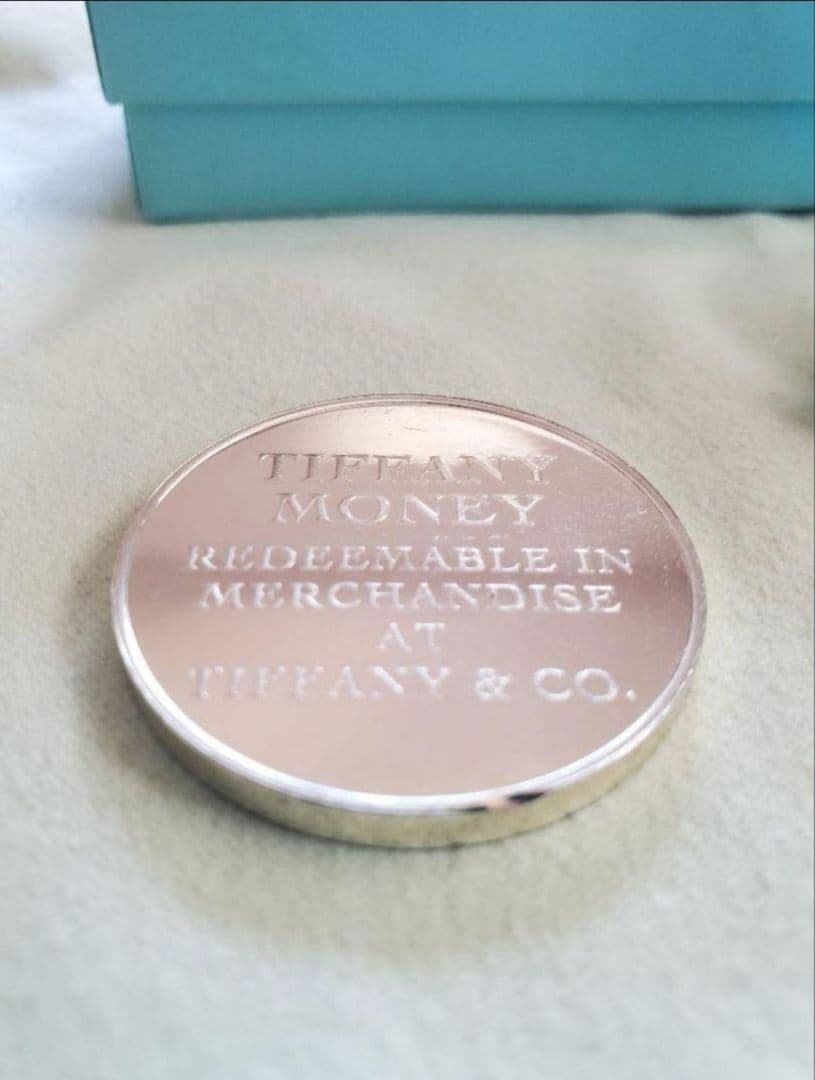 TIFFANY
MONEY
REDEEMABLE IN
MERCHANDISE
AT
TIFFANY & CO.